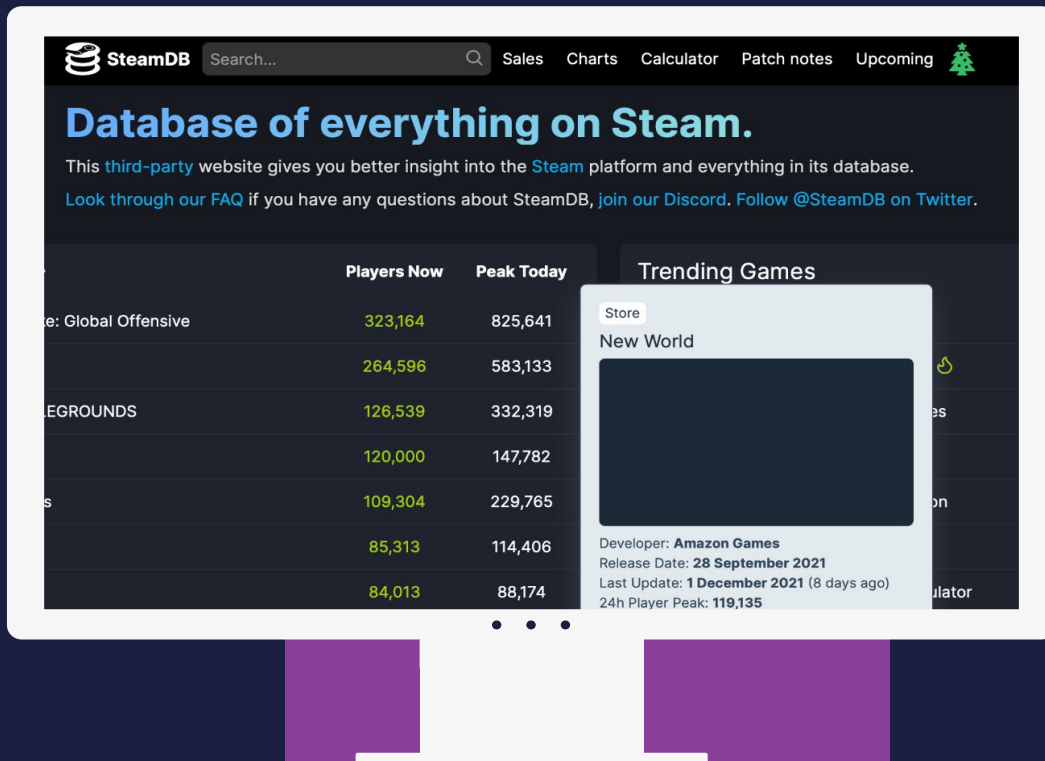 SteamDB Search... Sales Charts Calculator Patch notes Upcoming
Database of everything on Steam.
This third-party website gives you better insight into the Steam platform and everything in its database.
Look through our FAQ if you have any questions about SteamDB, join our Discord. Follow @SteamDB on Twitter.
Players Now Peak Today
e: Global Offensive 323,164 825,641
264,596 583,133
EGROUNDS 126,539 332,319
120,000 147,782
s 109,304 229,765
85,313 114,406
84,013 88,174
Trending Games
Store
New World
Developer: Amazon Games
Release Date: 28 September 2021
Last Update: 1 December 2021 (8 days ago)
24h Player Peak: 119,135
es
on
ulator